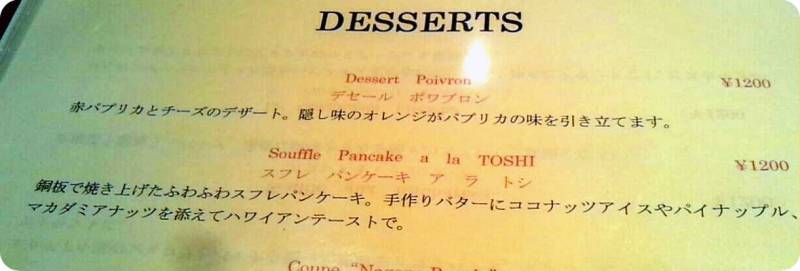 DESSERTS
Dessert Poivron ¥1200
デセール ポワブロン
赤パプリカとチーズのデザート。隠し味のオレンジがパプリカの味を引き立てます。
Souffle Pancake a la TOSHI ¥1200
スフレ パンケーキ ア ラ トシ
銅板で焼き上げたふわふわスフレパンケーキ。手作りバターにココナッツアイスやパイナップル、
マカダミアナッツを添えてハワイアンテーストで。
Coupe